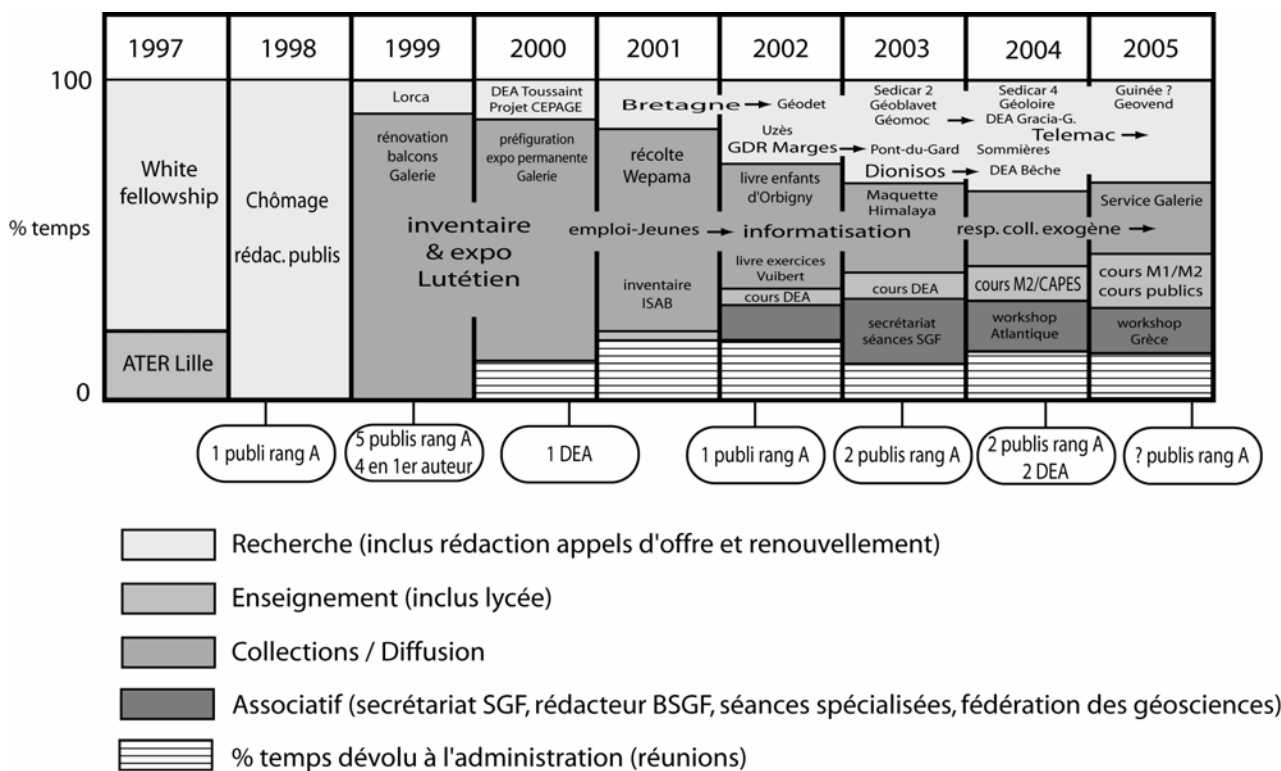 1997 1998 1999 2000 2001 2002 2003 2004 2005
100
% temps
0
White
fellowship
ATER Lille
Chômage
rédac. publis
Lorca
rénovation
balcons
Galerie
inventaire
& expo
Lutétien
DEA Toussaint
Projet CEPAGE
préfiguration
expo permanente
Galerie
Bretagne
récolte
Wepama
emploi-Jeunes
inventaire
ISAB
Géodet
Uzès
GDR Marges
livre enfants
d'Orbigny
informatisation
livre exercices
Vuibert
cours DEA
Sedicar 2
Géoblavet
Géomoc
Pont-du-Gard
Dionisos
Maquette
Himalaya
cours DEA
secrétariat
séances SGF
Sedicar 4
Géoloire
DEA Gracia-G.
Sommières
DEA Bêche
resp. coll. exogène
cours M2/CAPES
workshop
Atlantique
Guinée ?
Geovend
Telemac
Service Galerie
cours M1/M2
cours publics
workshop
Grèce
1 publi rang A
5 publis rang A
4 en 1er auteur
1 DEA
1 publi rang A
2 publis rang A
2 publis rang A
2 DEA
? publis rang A
Recherche (inclus rédaction appels d'offre et renouvellement)
Enseignement (inclus lycée)
Collections / Diffusion
Associatif (secrétariat SGF, rédacteur BSGF, séances spécialisées, fédération des géosciences)
% temps dévolu à l'administration (réunions)